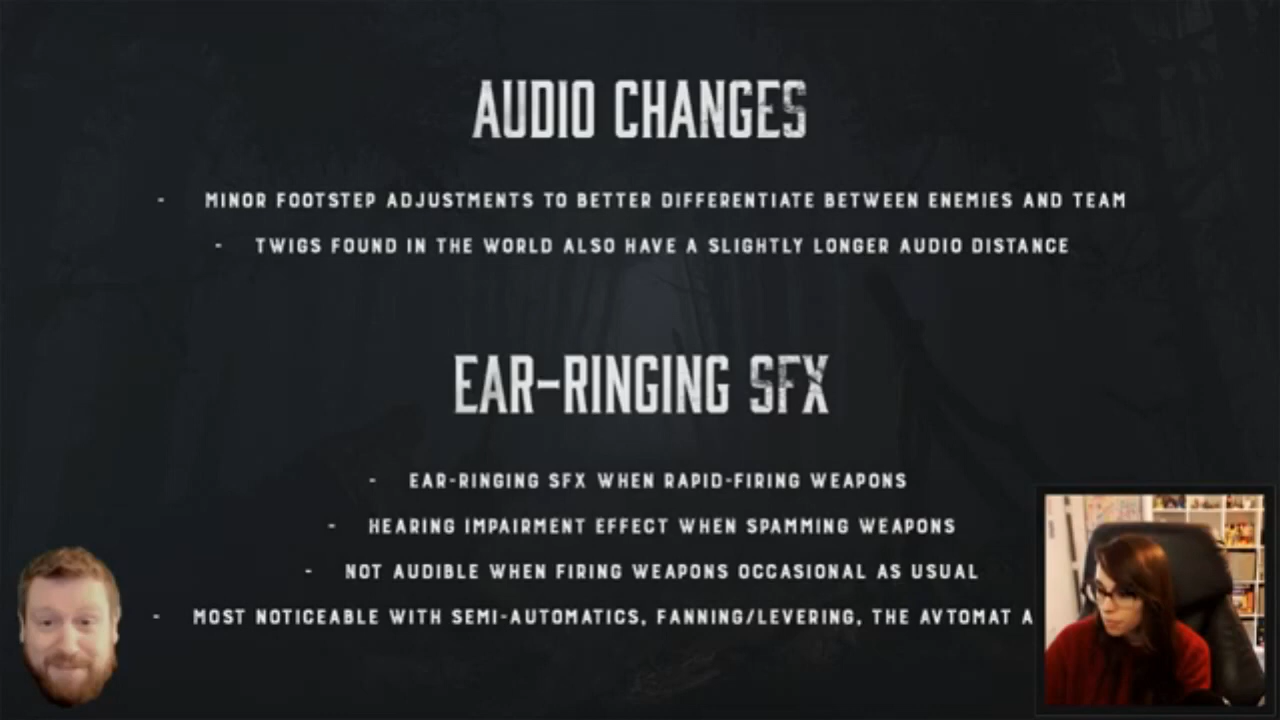 AUDIO CHANGES
- MINOR FOOTSTEP ADJUSTMENTS TO BETTER DIFFERENTIATE BETWEEN ENEMIES AND TEAM
- TWIGS FOUND IN THE WORLD ALSO HAVE A SLIGHTLY LONGER AUDIO DISTANCE
EAR-RINGING SFX
- EAR-RINGING SFX WHEN RAPID-FIRING WEAPONS
- HEARING IMPAIRMENT EFFECT WHEN SPAMMING WEAPONS
- NOT AUDIBLE WHEN FIRING WEAPONS OCCASIONAL AS USUAL
- MOST NOTICEABLE WITH SEMI-AUTOMATICS, FANNING/LEVERING, THE AVTOMAT A